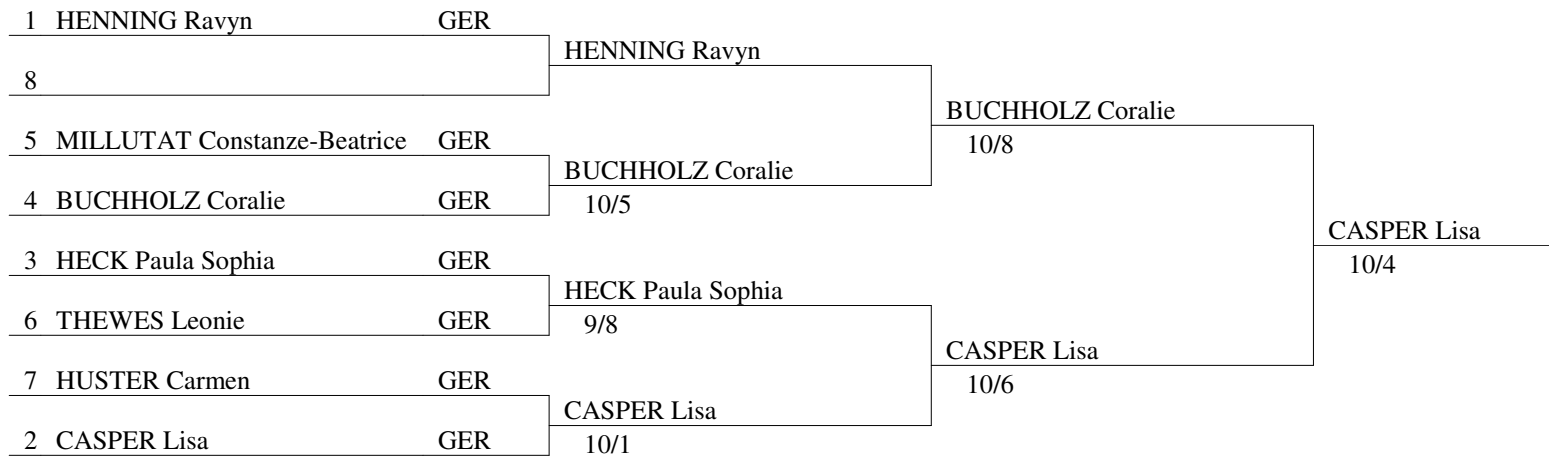 1 HENNING Ravyn GER
HENNING Ravyn
8
BUCHHOLZ Coralie
10/8
5 MILLUTAT Constanze-Beatrice GER
BUCHHOLZ Coralie
10/5
4 BUCHHOLZ Coralie GER
CASPER Lisa
10/4
3 HECK Paula Sophia GER
HECK Paula Sophia
9/8
6 THEWES Leonie GER
CASPER Lisa
10/6
7 HUSTER Carmen GER
CASPER Lisa
10/1
2 CASPER Lisa GER